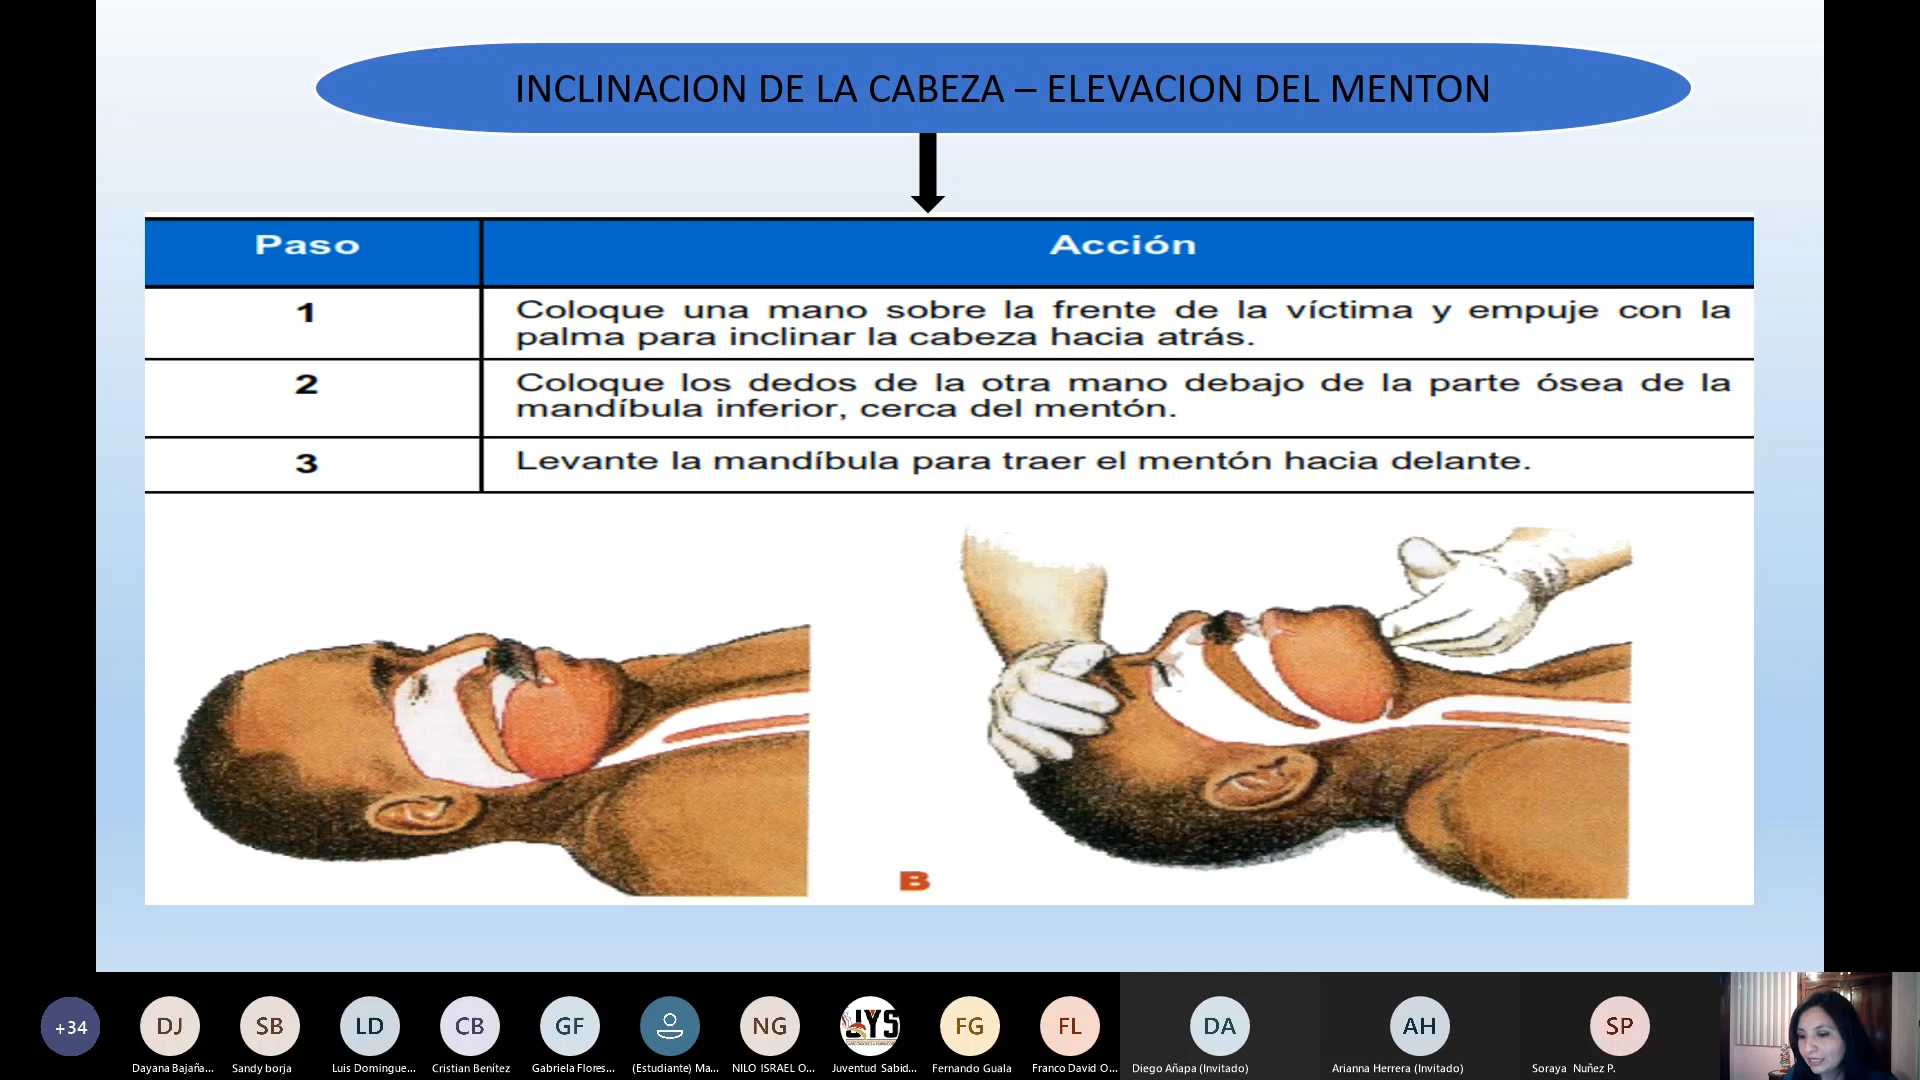 INCLINACION DE LA CABEZA – ELEVACION DEL MENTON
Paso
Acción
1
Coloque una mano sobre la frente de la víctima y empuje con la
palma para inclinar la cabeza hacia atrás.
2
Coloque los dedos de la otra mano debajo de la parte ósea de la
mandíbula inferior, cerca del mentón.
3
Levante la mandíbula para traer el mentón hacia delante.
B
+34
DJ
SB
LD
CB
GF
NG
JYS
FG
FL
DA
AH
SP
Dayana Bajaña...
Sandy borja
Luis Domingue...
Cristian Benítez
Gabriela Flores...
(Estudiante) Ma...
NILO ISRAEL O...
Juventud Sabid...
Fernando Guala
Franco David O...
Diego Añapa (Invitado)
Arianna Herrera (Invitado)
Soraya Nuñez P.